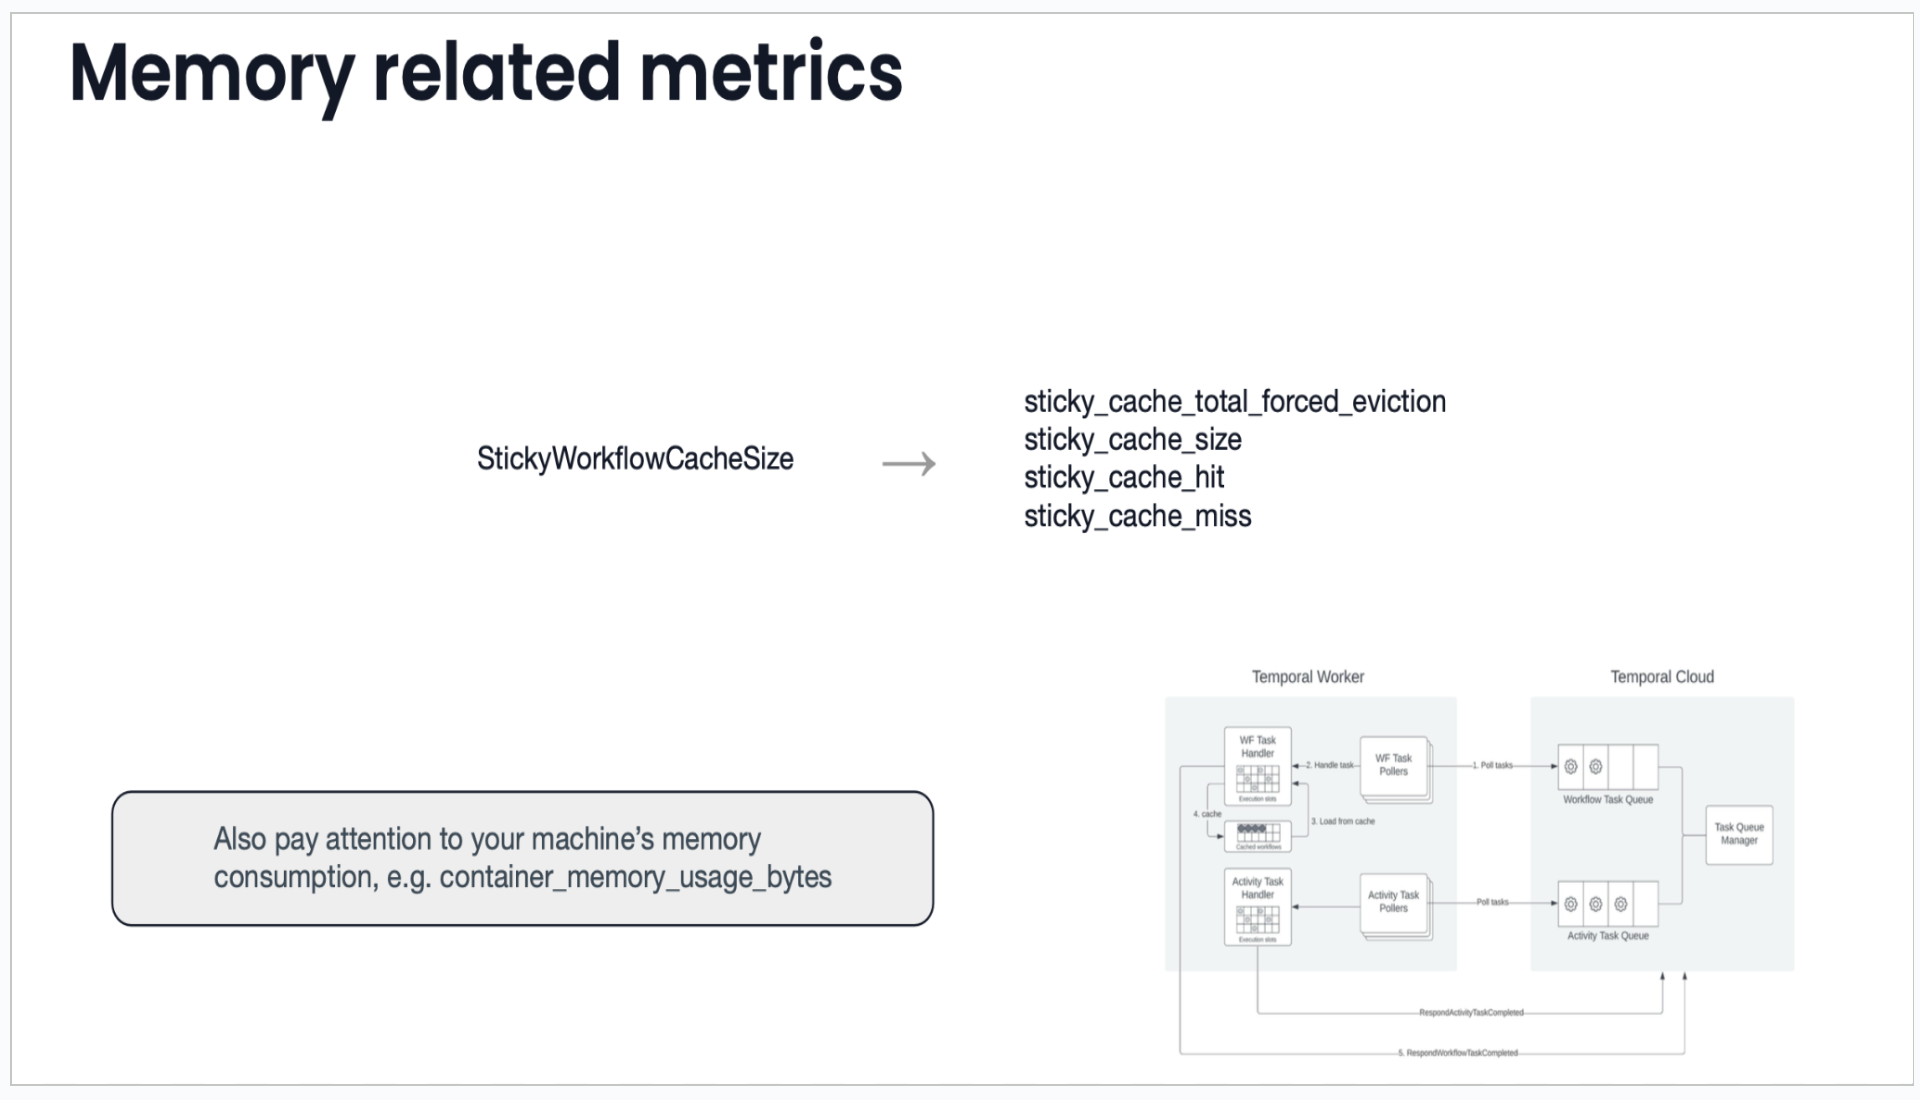 Memory related metrics
StickyWorkflowCacheSize
sticky_cache_total_forced_eviction
sticky_cache_size
sticky_cache_hit
sticky_cache_miss
Also pay attention to your machine’s memory
consumption, e.g. container_memory_usage_bytes
Temporal Worker
Temporal Cloud
WF Task
Handler
Execution slots
2. Handle task
WF Task
Pollers
1. Poll tasks
Workflow Task Queue
4. cache
3. Load from cache
Cached workflows
Task Queue
Manager
Activity Task
Handler
Execution slots
Activity Task
Pollers
Poll tasks
Activity Task Queue
RespondActivityTaskCompleted
5. RespondWorkflowTaskCompleted